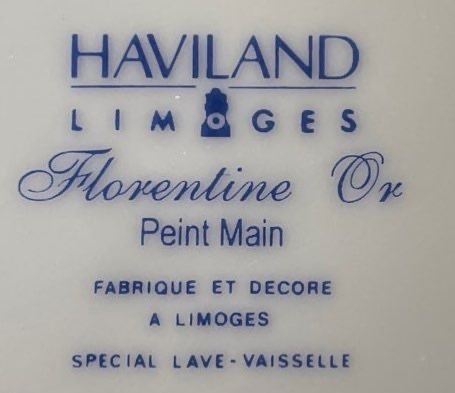 HAVILAND
LIMOGES
Florentine Or
Peint Main
FABRIQUE ET DECORE
A LIMOGES
SPECIAL LAVE-VAISSELLE